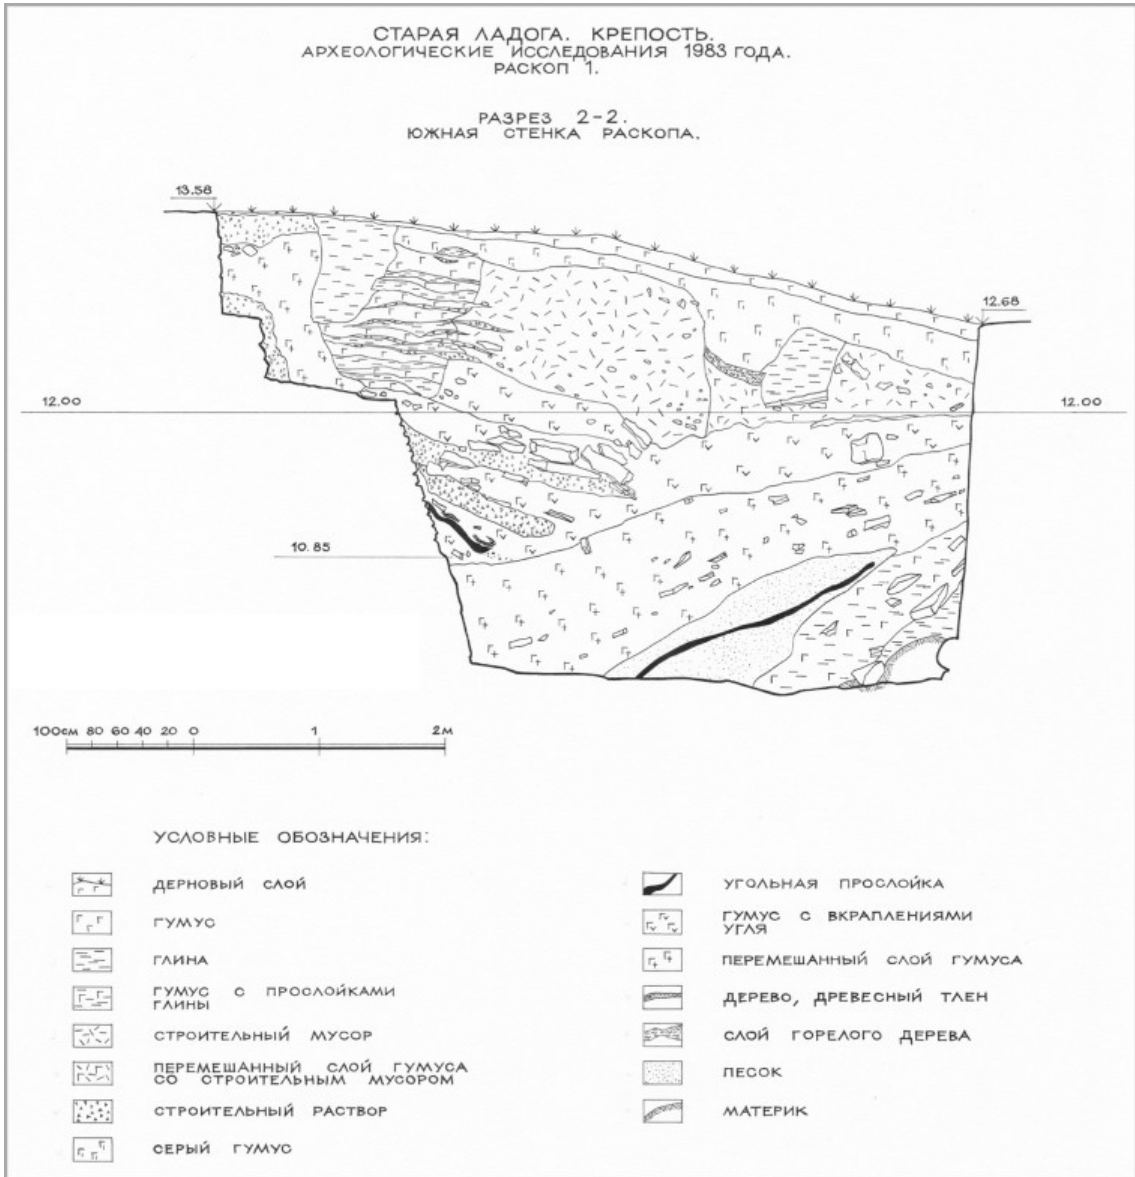 СТАРАЯ ЛАДОГА. КРЕПОСТЬ.
АРХЕОЛОГИЧЕСКИЕ ИССЛЕДОВАНИЯ 1983 ГОДА.
РАСКОП 1.
РАЗРЕЗ 2-2.
ЮЖНАЯ СТЕНКА РАСКОПА.
13.58
12.68
12.00
12.00
10.85
100СМ 80 60 40 20 0 1 2М
УСЛОВНЫЕ ОБОЗНАЧЕНИЯ:
ДЕРНОВЫЙ СЛОЙ
ГУМУС
ГЛИНА
ГУМУС С ПРОСЛОЙКАМИ
ГЛИНЫ
СТРОИТЕЛЬНЫЙ МУСОР
ПЕРЕМЕШАННЫЙ СЛОЙ ГУМУСА
СО СТРОИТЕЛЬНЫМ МУСОРОМ
СТРОИТЕЛЬНЫЙ РАСТВОР
СЕРЫЙ ГУМУС
УГОЛЬНАЯ ПРОСЛОЙКА
ГУМУС С ВКРАПЛЕНИЯМИ
УГЛЯ
ПЕРЕМЕШАННЫЙ СЛОЙ ГУМУСА
ДЕРЕВО, ДРЕВЕСНЫЙ ТЛЕН
СЛОЙ ГОРЕЛОГО ДЕРЕВА
ПЕСОК
МАТЕРИК